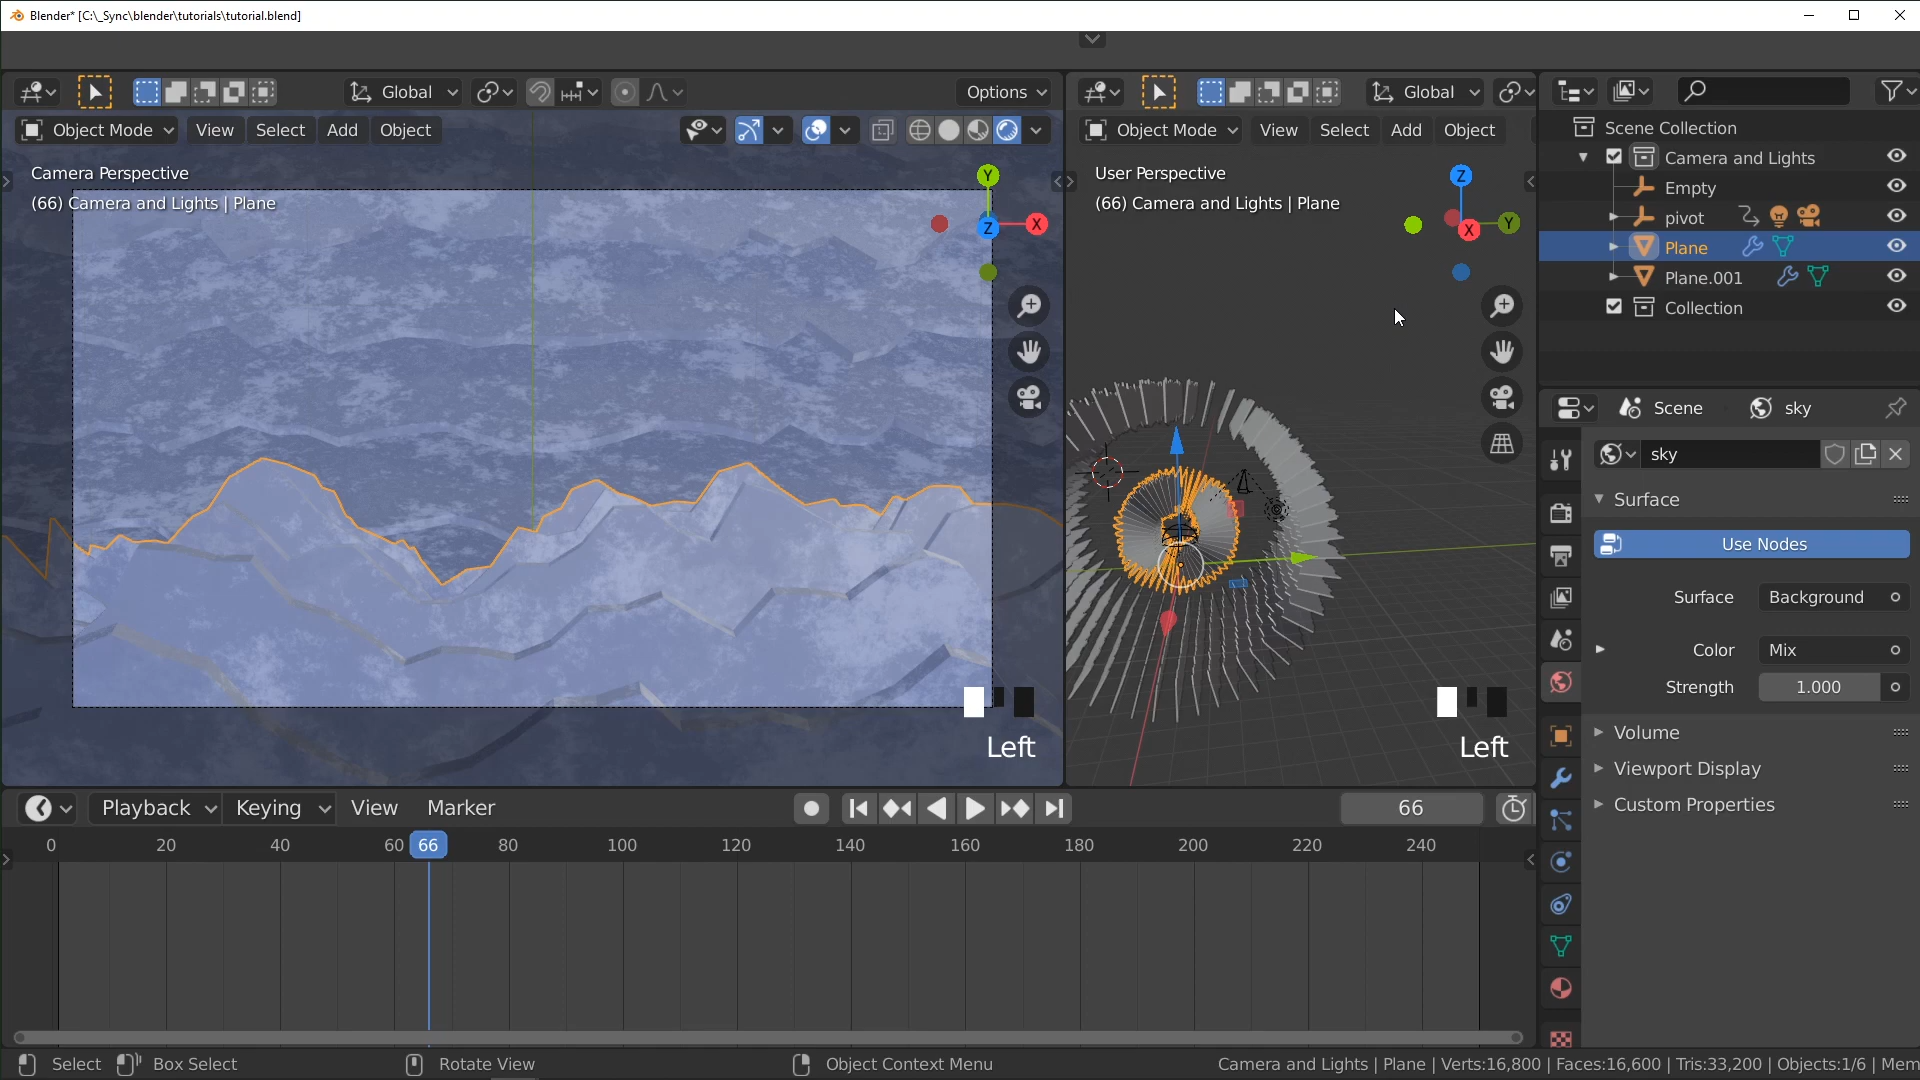 Blender* [C:\_Sync\blender\tutorials\tutorial.blend]
Global
Options
Global
Object Mode
View
Select
Add
Object
Object Mode
View
Select
Add
Object
Scene Collection
Camera and Lights
Empty
pivot
Plane
Plane.001
Collection
Camera Perspective
(66) Camera and Lights | Plane
Y
X
Z
User Perspective
(66) Camera and Lights | Plane
Z
X
Y
Left
Left
Scene
sky
sky
Surface
Use Nodes
Surface
Background
Color
Mix
Strength
1.000
Volume
Viewport Display
Custom Properties
Playback
Keying
View
Marker
66
0 20 40 60 66 80 100 120 140 160 180 200 220 240
Select
Box Select
Rotate View
Object Context Menu
Camera and Lights | Plane | Verts:16,800 | Faces:16,600 | Tris:33,200 | Objects:1/6 | Mem